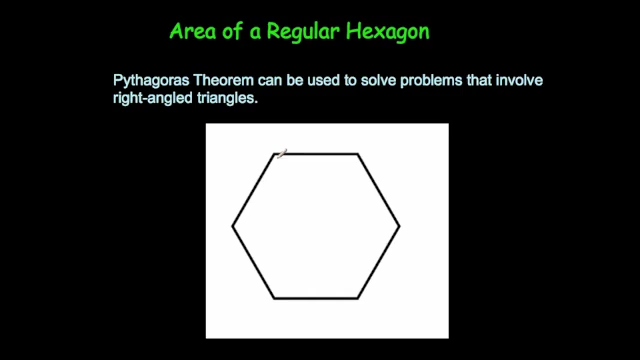 Area of a Regular Hexagon
Pythagoras Theorem can be used to solve problems that involve
right-angled triangles.